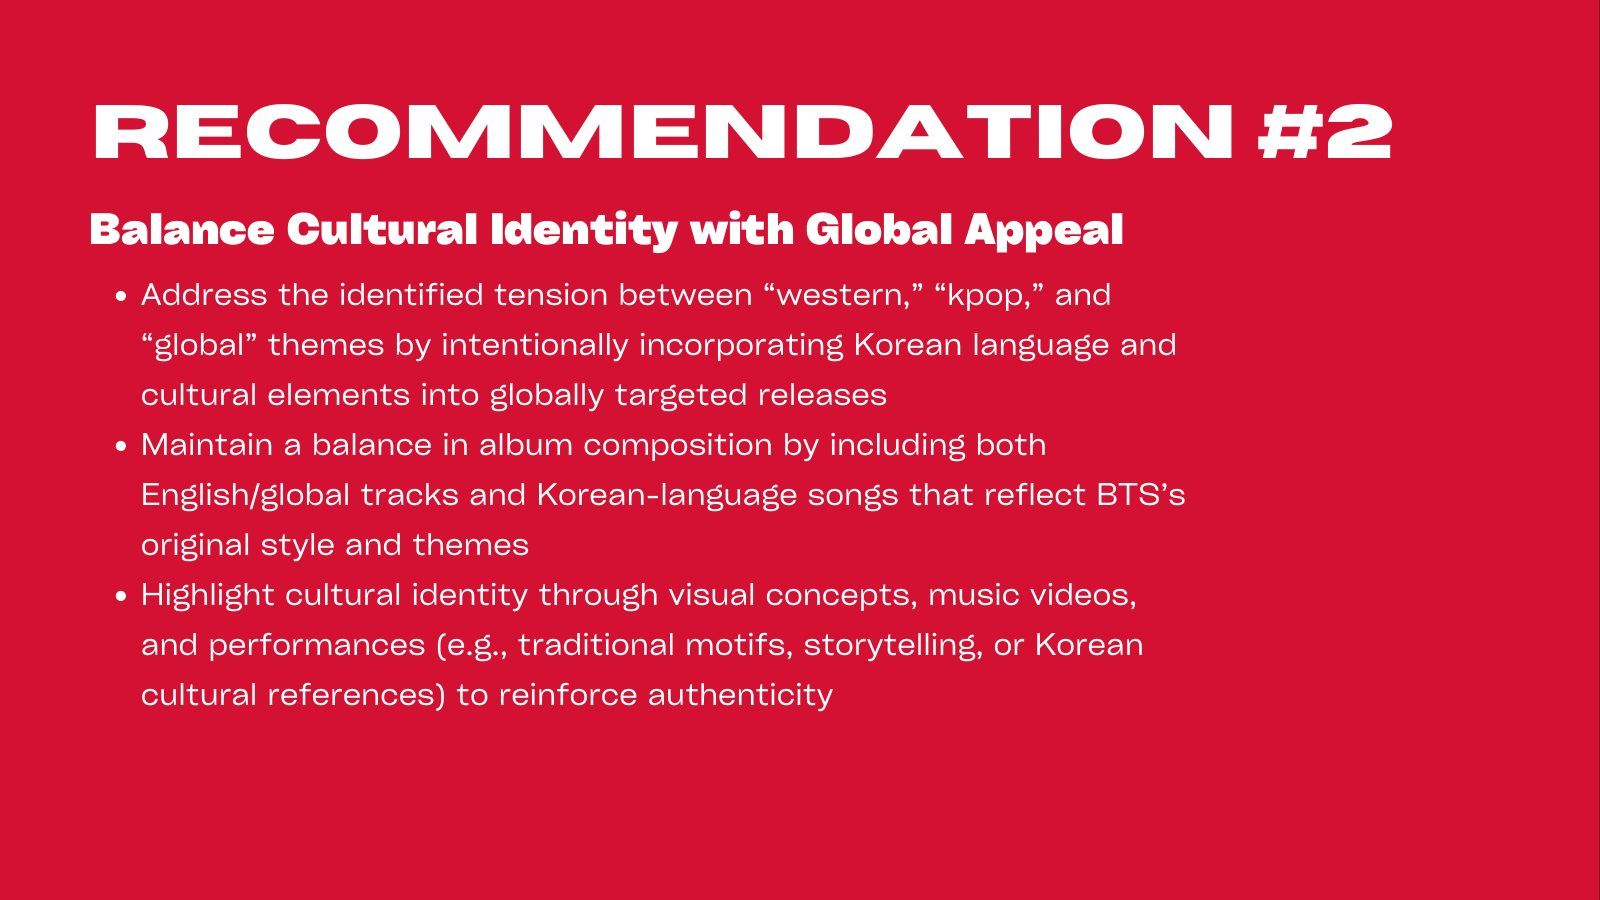 RECOMMENDATION #2
Balance Cultural Identity with Global Appeal
• Address the identified tension between “western,” “kpop,” and
“global” themes by intentionally incorporating Korean language and
cultural elements into globally targeted releases
• Maintain a balance in album composition by including both
English/global tracks and Korean-language songs that reflect BTS’s
original style and themes
• Highlight cultural identity through visual concepts, music videos,
and performances (e.g., traditional motifs, storytelling, or Korean
cultural references) to reinforce authenticity